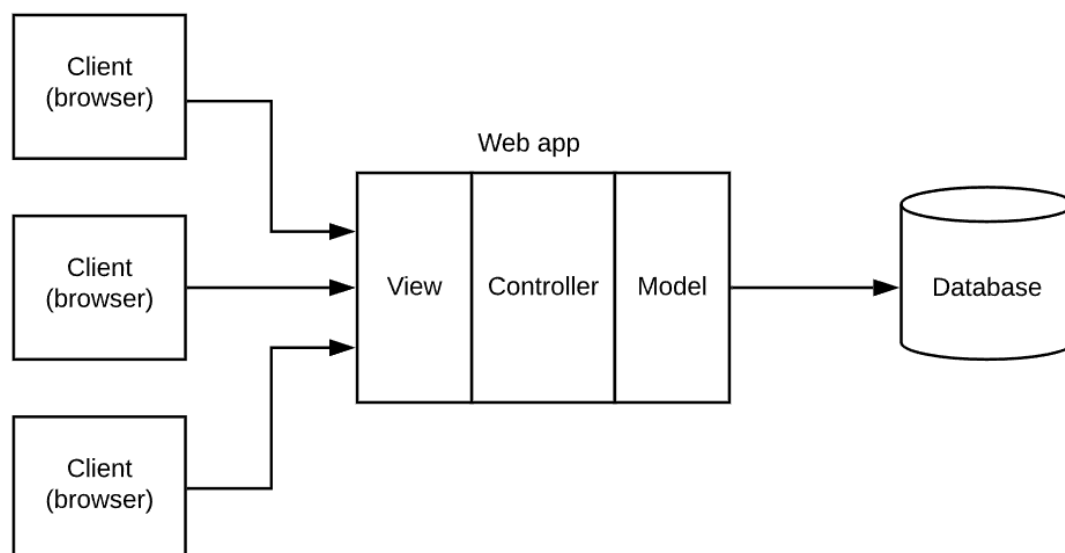 Client
(browser)
Web app
Client
(browser)
View
Controller
Model
Database
Client
(browser)